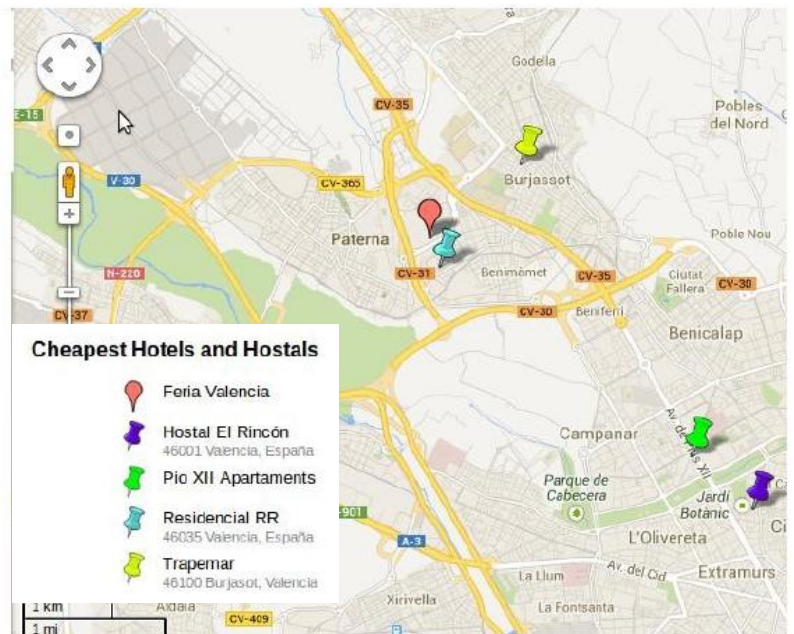 Godella
CV-35
Pobles
del Nord
E-15
V-30
CV-365
Burjassot
Paterna
Poble Nou
N-220
CV-31
Benimàmet
CV-35
Ciutat
Fallera
CV-30
CV-37
CV-30
Beniferri
Benicalap
Cheapest Hotels and Hostals
Feria Valencia
Hostal El Rincón
46001 Valencia, España
Pio XII Apartaments
Residencial RR
46035 Valencia, España
Trapemar
46100 Burjasot, Valencia
Campanar
Parque de
Cabecera
Jardí
Botànic
L'Olivereta
A-3
Av. del Cid
Extramurs
La Llum
La Fontsanta
Xirivella
CV-409
1 km
1 mi